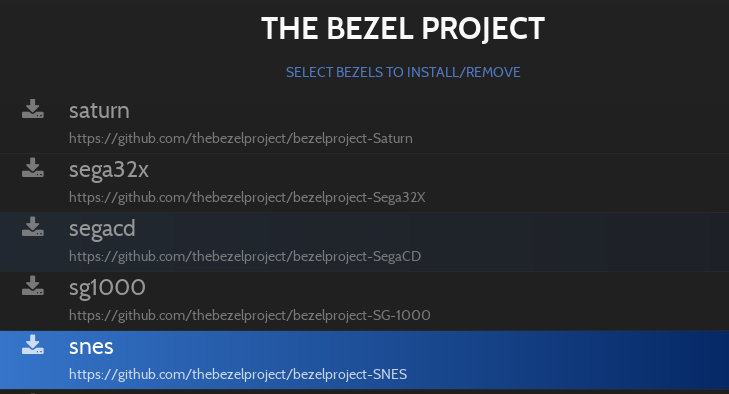 THE BEZEL PROJECT
SELECT BEZELS TO INSTALL/REMOVE
saturn
https://github.com/thebezelproject/bezelproject-Saturn
sega32x
https://github.com/thebezelproject/bezelproject-Sega32X
segacd
https://github.com/thebezelproject/bezelproject-SegaCD
sg1000
https://github.com/thebezelproject/bezelproject-SG-1000
snes
https://github.com/thebezelproject/bezelproject-SNES